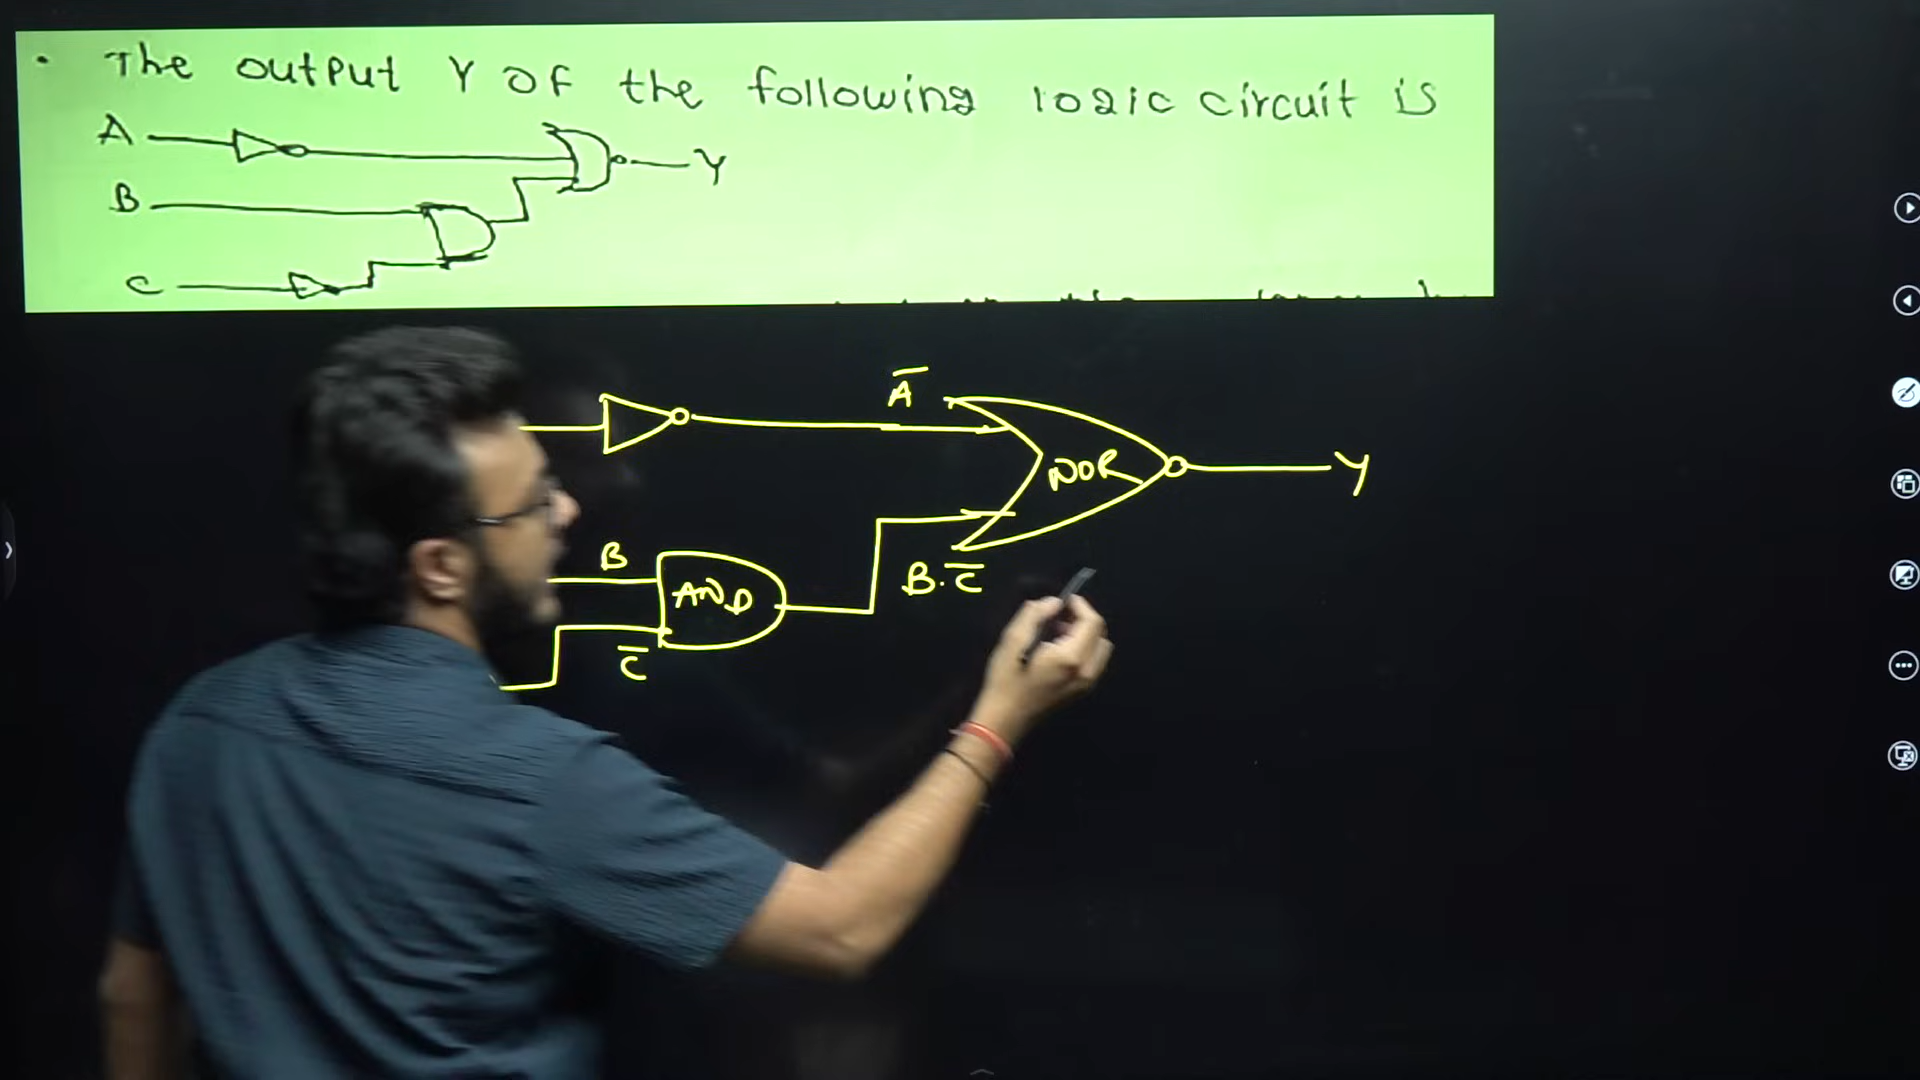 • The output Y OF the following logic circuit is
A
Y
B
C
A̅
NOR
Y
B
AND
B.C̅
C̅